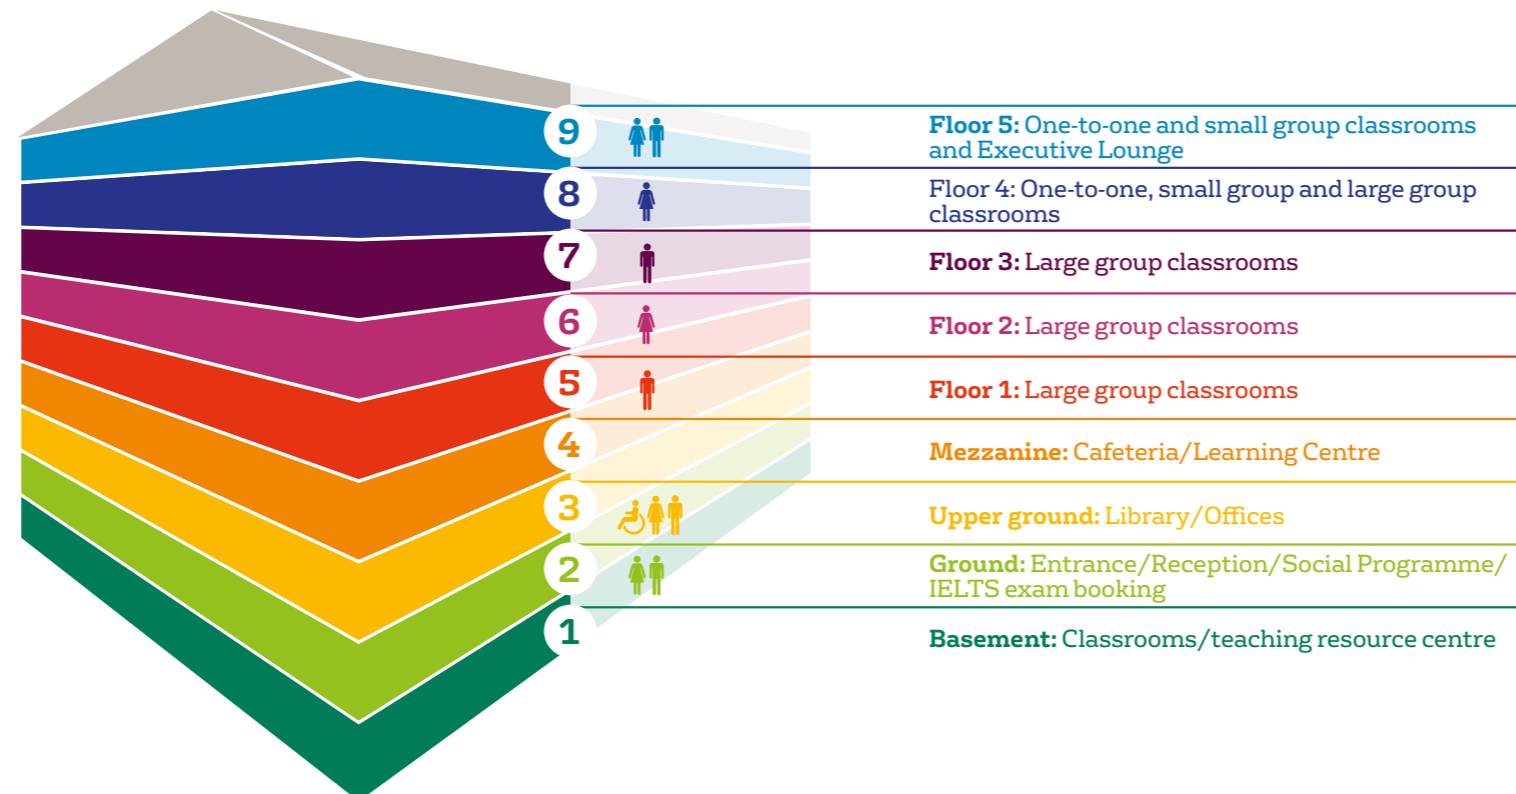 9
Floor 5: One-to-one and small group classrooms
and Executive Lounge
8
Floor 4: One-to-one, small group and large group
classrooms
7
Floor 3: Large group classrooms
6
Floor 2: Large group classrooms
5
Floor 1: Large group classrooms
4
Mezzanine: Cafeteria/Learning Centre
3
Upper ground: Library/Offices
2
Ground: Entrance/Reception/Social Programme/
IELTS exam booking
1
Basement: Classrooms/teaching resource centre